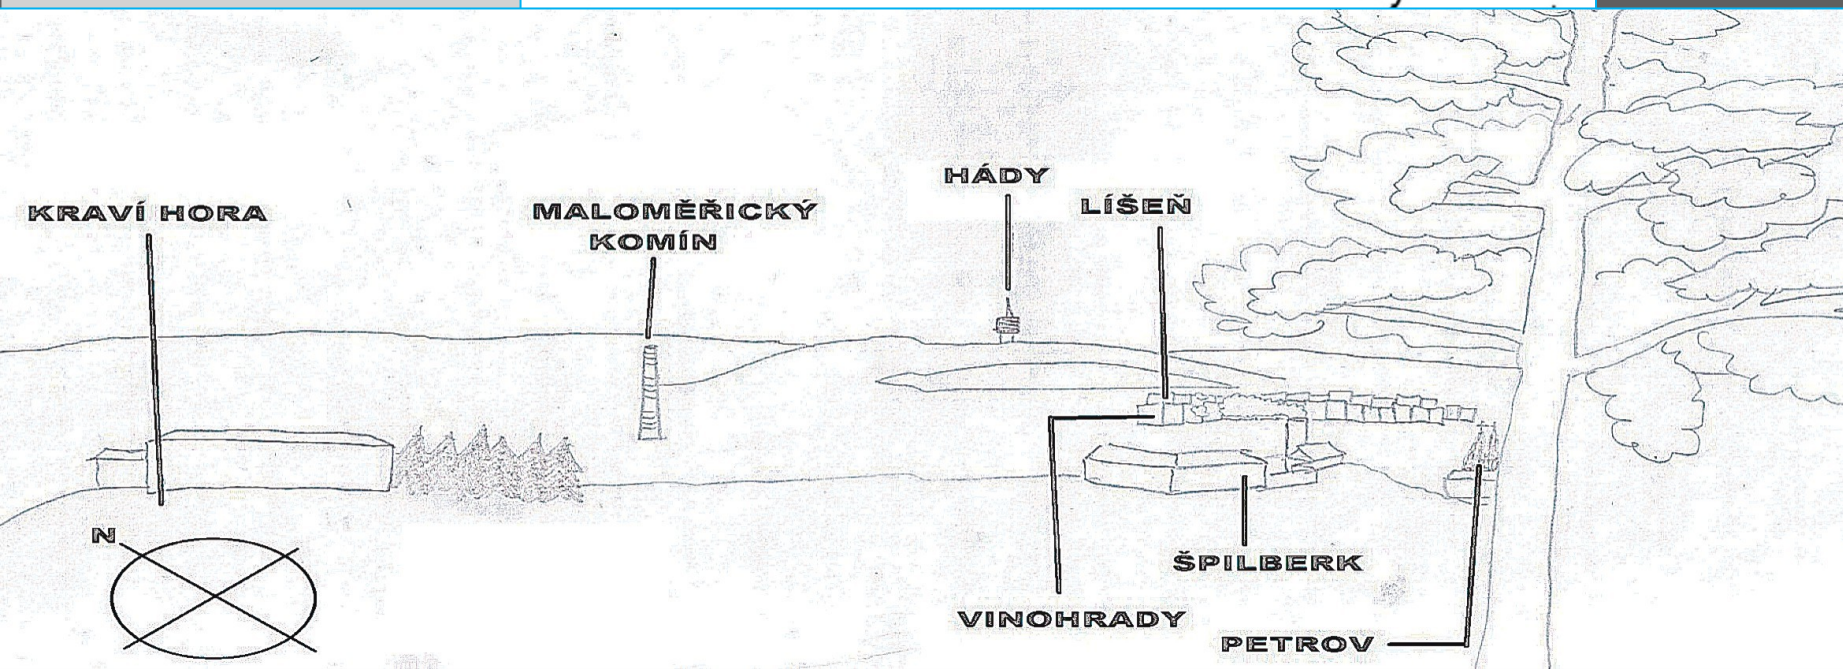 HÁDY
LÍŠEŇ
KRAVÍ HORA
MALOMĚŘICKÝ
KOMÍN
N
ŠPILBERK
VINOHRADY
PETROV